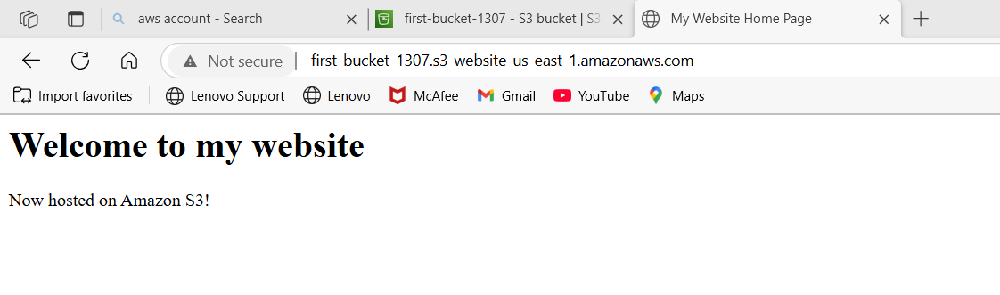 aws account - Search
first-bucket-1307 - S3 bucket | S3
My Website Home Page
Not secure
first-bucket-1307.s3-website-us-east-1.amazonaws.com
Import favorites
Lenovo Support
Lenovo
McAfee
Gmail
YouTube
Maps
Welcome to my website
Now hosted on Amazon S3!